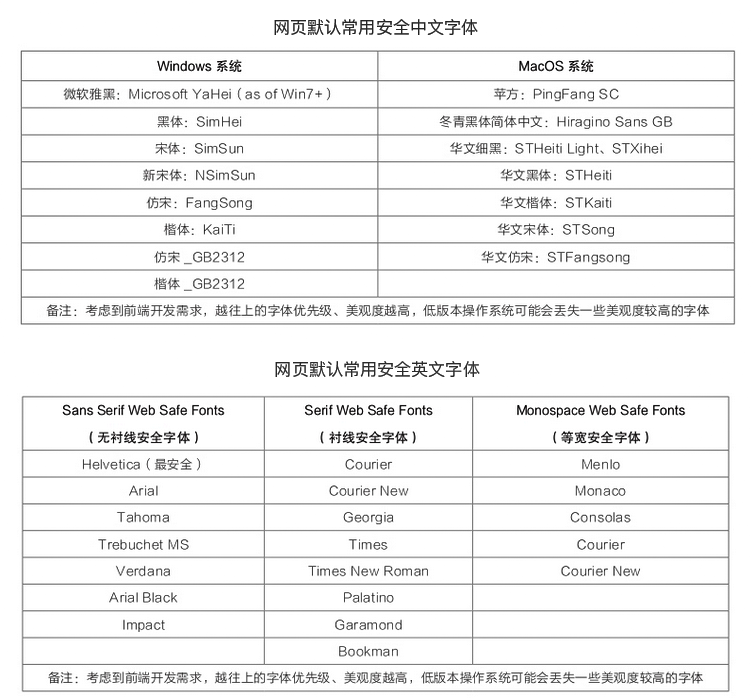 网页默认常用安全中文字体
Windows 系统 MacOS 系统
微软雅黑：Microsoft YaHei（as of Win7+） 苹方：PingFang SC
黑体：SimHei 冬青黑体简体中文：Hiragino Sans GB
宋体：SimSun 华文细黑：STHeiti Light、STXihei
新宋体：NSimSun 华文黑体：STHeiti
仿宋：FangSong 华文楷体：STKaiti
楷体：KaiTi 华文宋体：STSong
仿宋 _GB2312 华文仿宋：STFangsong
楷体 _GB2312
备注：考虑到前端开发需求，越往上的字体优先级、美观度越高，低版本操作系统可能会丢失一些美观度较高的字体
网页默认常用安全英文字体
Sans Serif Web Safe Fonts Serif Web Safe Fonts Monospace Web Safe Fonts
（无衬线安全字体） （衬线安全字体） （等宽安全字体）
Helvetica（最安全） Courier Menlo
Arial Courier New Monaco
Tahoma Georgia Consolas
Trebuchet MS Times Courier
Verdana Times New Roman Courier New
Arial Black Palatino
Impact Garamond
Bookman
备注：考虑到前端开发需求，越往上的字体优先级、美观度越高，低版本操作系统可能会丢失一些美观度较高的字体